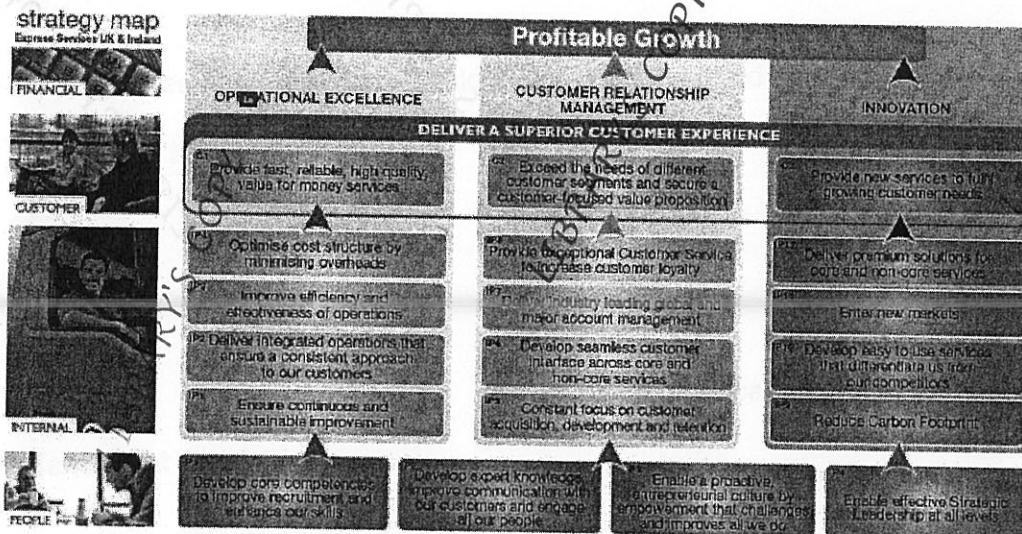 strategy map
Express Services UK & Ireland
FINANCIAL
CUSTOMER
INTERNAL
PEOPLE
Profitable Growth
OPERATIONAL EXCELLENCE
CUSTOMER RELATIONSHIP
MANAGEMENT
INNOVATION
DELIVER A SUPERIOR CUSTOMER EXPERIENCE
Provide fast, reliable, high quality,
value for money services
Exceed the needs of different
customer segments and secure a
customer-focused value proposition
Provide new services to
growing customer needs
Optimise cost structure by
minimising overheads
Provide exceptional Customer Service
to increase customer loyalty
Deliver premium solutions for
core and non-core services
Improve efficiency and
effectiveness of operations
Deliver industry leading global and
major account management
Enter new markets
Deliver integrated operations that
ensure a consistent approach
to our customers
Develop seamless customer
interface across core and
non-core services
Develop easy to use services
that differentiate us from
our competitors
Ensure continuous and
sustainable improvement
Constant focus on customer
acquisition, development and retention
Reduce Carbon Footprint
Develop core competencies
to improve recruitment and
enhance our skills
Develop expert knowledge,
improve communication with
our customers and engage
all our people
Enable a proactive,
entrepreneurial culture by
empowerment that challenges
and improves all we do
Enable effective Strategic
Leadership at all levels